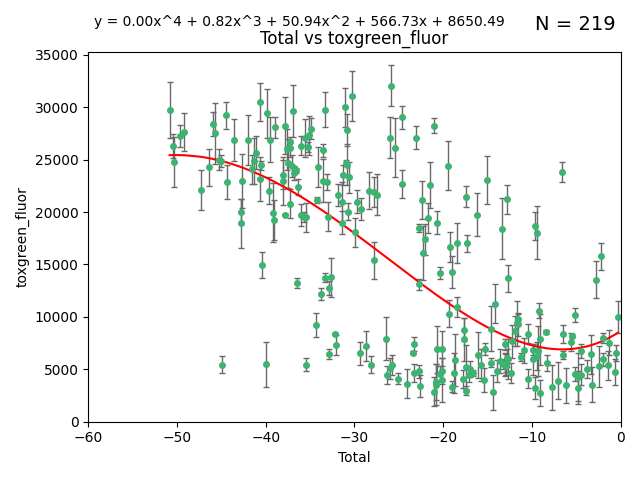 y = 0.00x^4 + 0.82x^3 + 50.94x^2 + 566.73x + 8650.49
N = 219
Total vs toxgreen_fluor
35000
30000
25000
20000
15000
10000
5000
0
toxgreen_fluor
−60 −50 −40 −30 −20 −10 0
Total